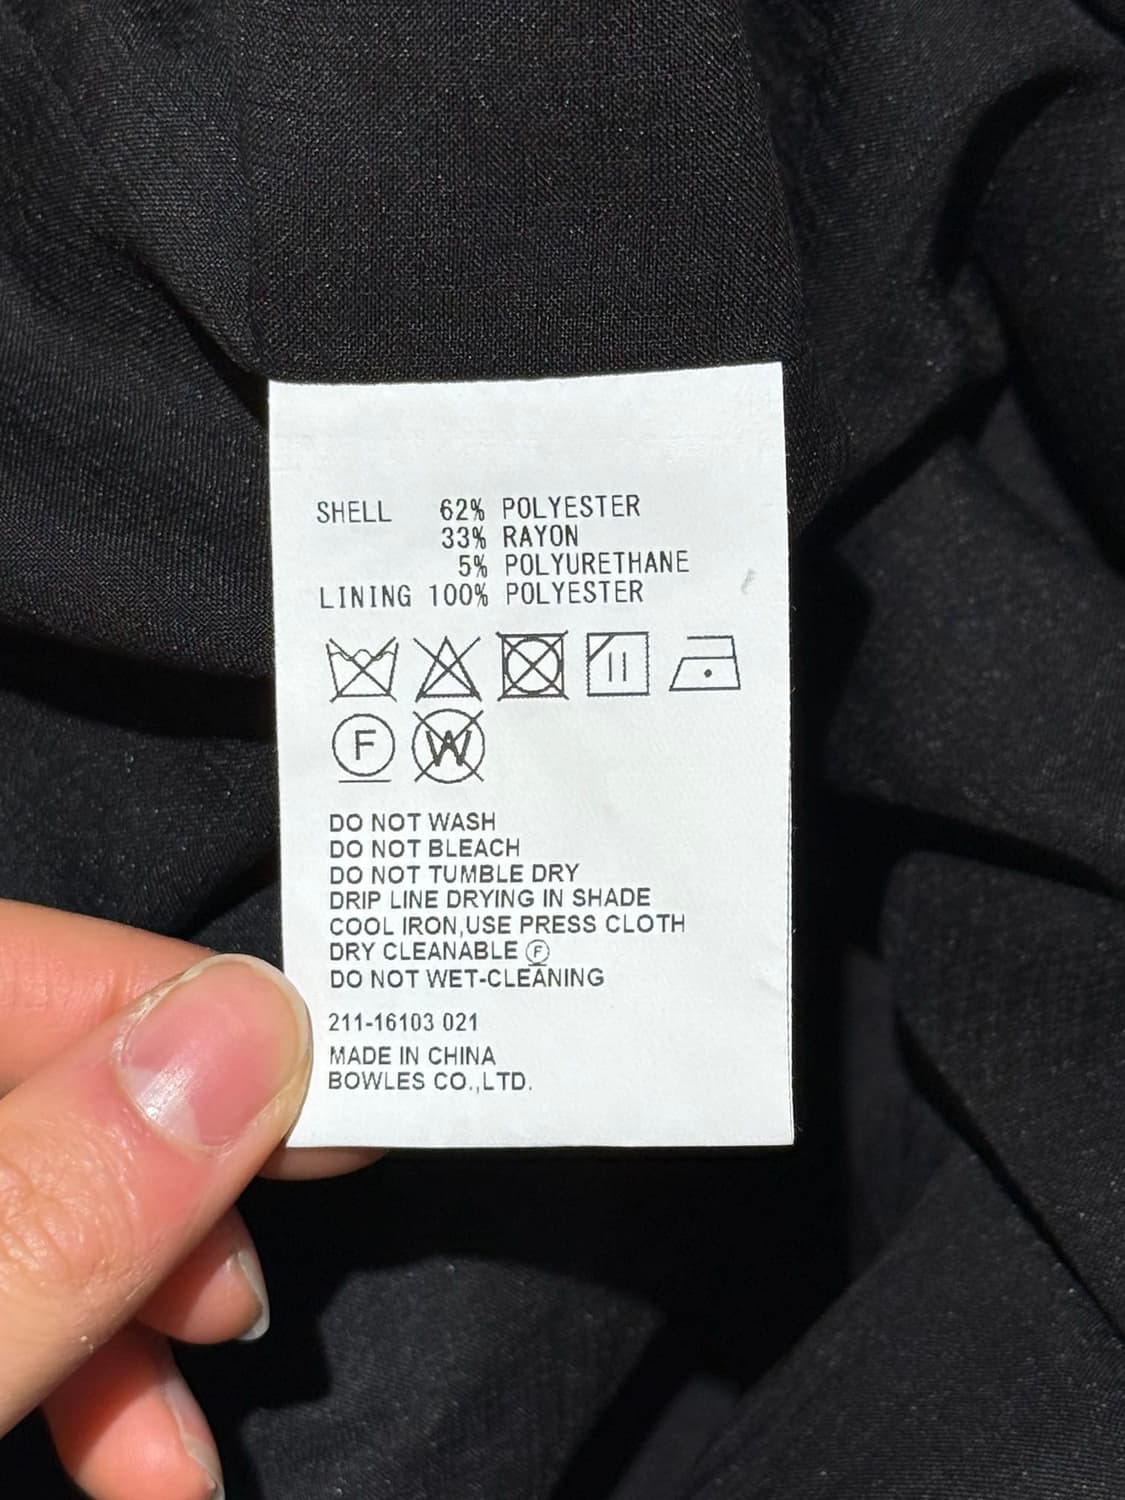 SHELL 62% POLYESTER
33% RAYON
5% POLYURETHANE
LINING 100% POLYESTER
F W
DO NOT WASH
DO NOT BLEACH
DO NOT TUMBLE DRY
DRIP LINE DRYING IN SHADE
COOL IRON,USE PRESS CLOTH
DRY CLEANABLE Ⓕ
DO NOT WET-CLEANING
211-16103 021
MADE IN CHINA
BOWLES CO.,LTD.